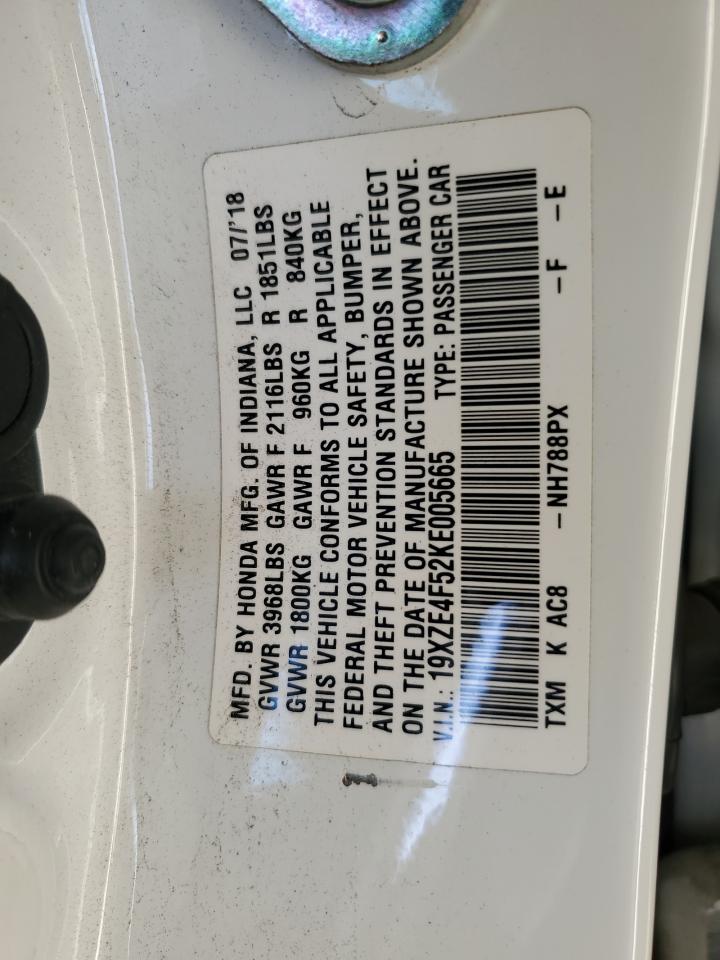 MFD. BY HONDA MFG. OF INDIANA, LLC 07/'18
GVWR 3968LBS GAWR F 2116LBS R 1851LBS
GVWR 1800KG GAWR F 960KG R 840KG
THIS VEHICLE CONFORMS TO ALL APPLICABLE
FEDERAL MOTOR VEHICLE SAFETY, BUMPER,
AND THEFT PREVENTION STANDARDS IN EFFECT
ON THE DATE OF MANUFACTURE SHOWN ABOVE.
V.I.N.: 19XZE4F52KE005665 TYPE: PASSENGER CAR
TXM K AC8 -NH788PX -F -E